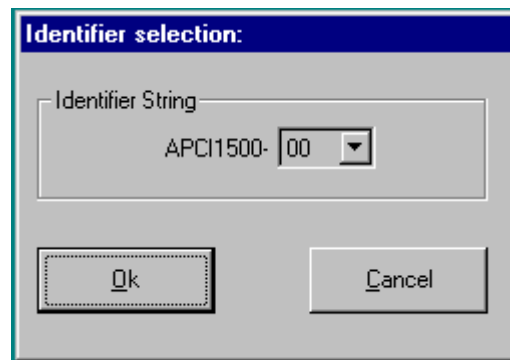 Identifier selection:
Identifier String
APCI1500- 00
Ok
Cancel